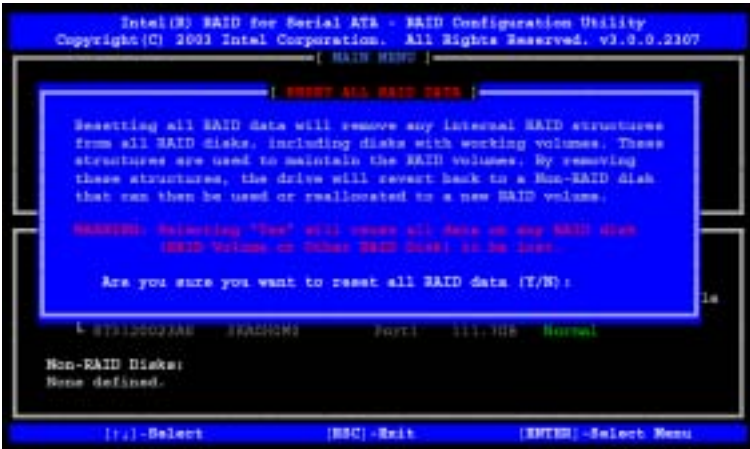 Intel(R) RAID for Serial ATA - RAID Configuration Utility
Copyright(C) 2003 Intel Corporation.  All Rights Reserved. v3.0.0.2307
[ MAIN MENU ]
[ RESET ALL RAID DATA ]
Resetting all RAID data will remove any internal RAID structures
from all RAID disks, including disks with working volumes. These
structures are used to maintain the RAID volumes. By removing
these structures, the drive will revert back to a Non-RAID disk
that can then be used or reallocated to a new RAID volume.
WARNING: Selecting "Yes" will cause all data on any RAID disk
(RAID Volume or Other RAID Disk) to be lost.
Are you sure you want to reset all RAID data (Y/N):
Port1 111.7GB Normal
Non-RAID Disks:
None defined.
[↑↓]-Select [ESC]-Exit [ENTER]-Select Menu